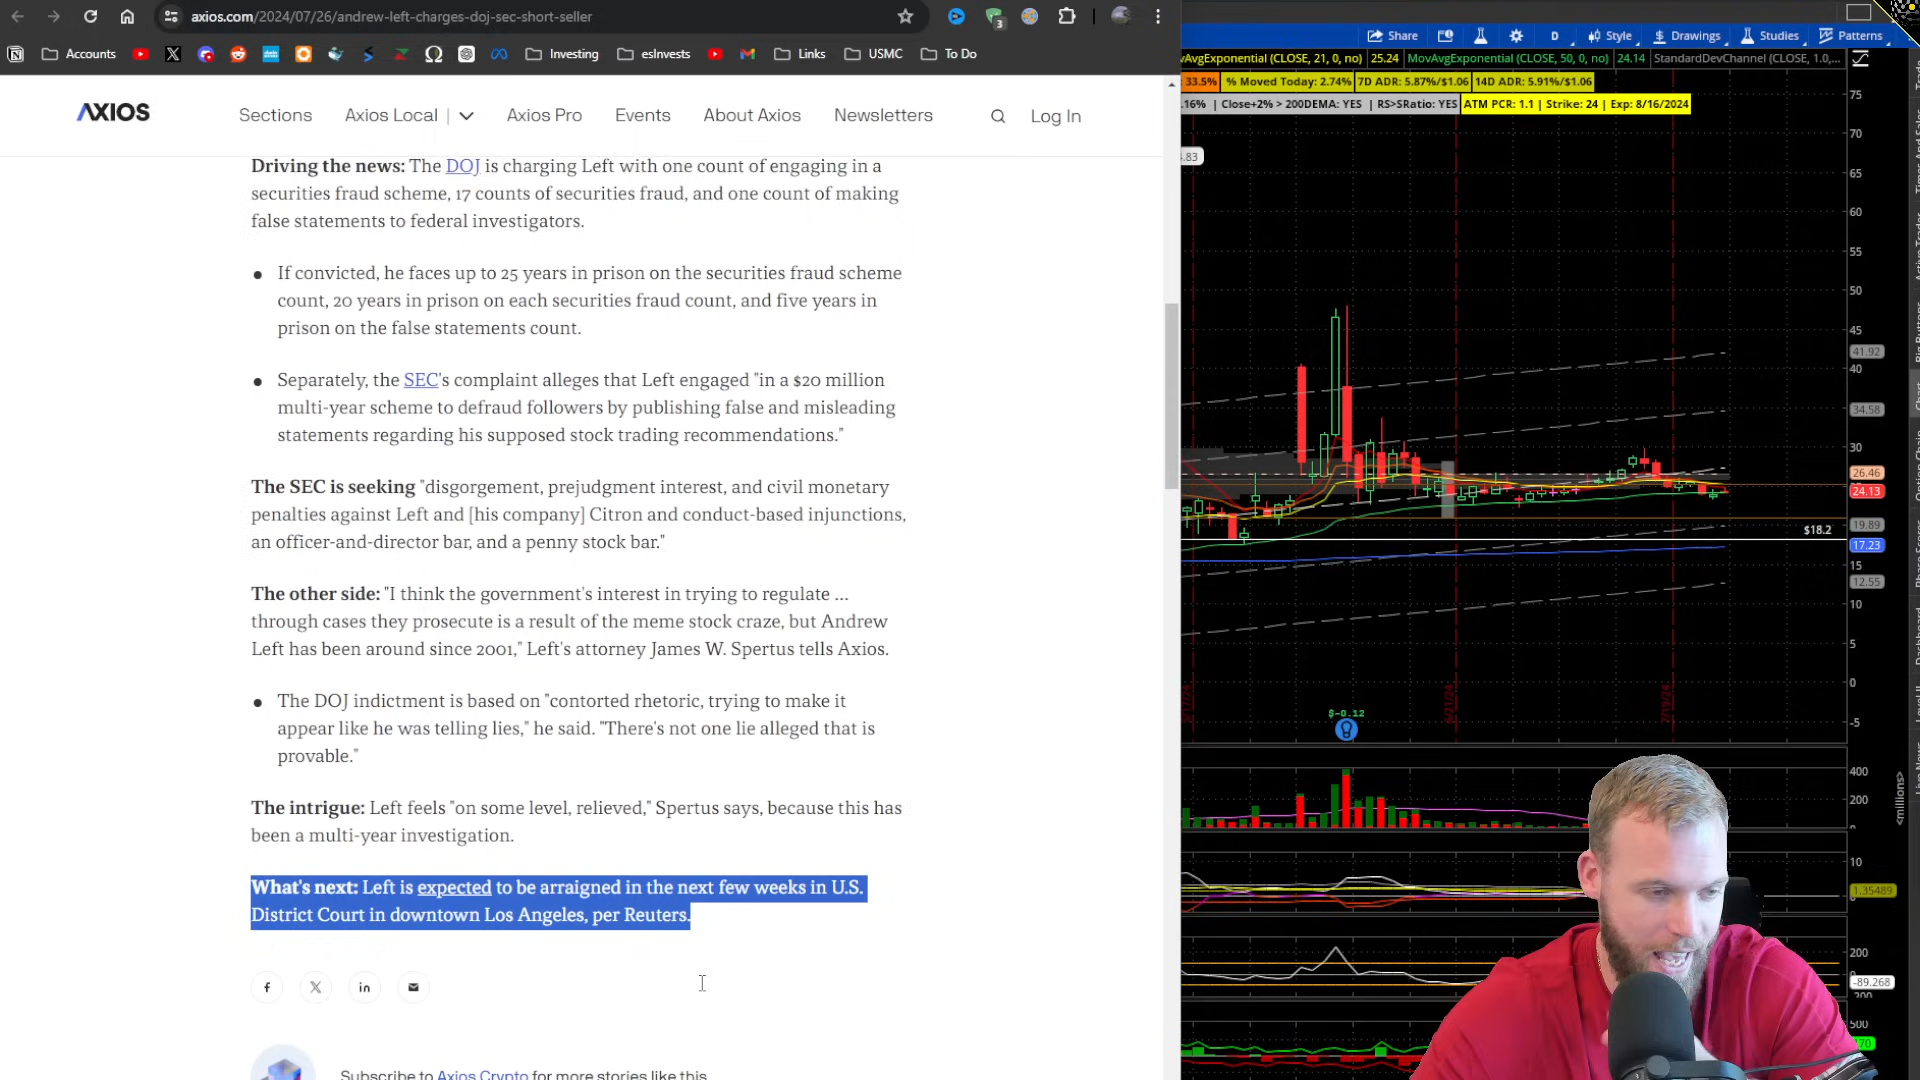 axios.com/2024/07/26/andrew-left-charges-doj-sec-short-seller
3
Accounts
Investing
esInvests
Links
USMC
To Do
AXIOS
Sections
Axios Local
Axios Pro
Events
About Axios
Newsletters
Log In
Driving the news: The DOJ is charging Left with one count of engaging in a
securities fraud scheme, 17 counts of securities fraud, and one count of making
false statements to federal investigators.
If convicted, he faces up to 25 years in prison on the securities fraud scheme
count, 20 years in prison on each securities fraud count, and five years in
prison on the false statements count.
Separately, the SEC's complaint alleges that Left engaged "in a $20 million
multi-year scheme to defraud followers by publishing false and misleading
statements regarding his supposed stock trading recommendations."
The SEC is seeking "disgorgement, prejudgment interest, and civil monetary
penalties against Left and [his company] Citron and conduct-based injunctions,
an officer-and-director bar, and a penny stock bar."
The other side: "I think the government's interest in trying to regulate ...
through cases they prosecute is a result of the meme stock craze, but Andrew
Left has been around since 2001," Left's attorney James W. Spertus tells Axios.
The DOJ indictment is based on "contorted rhetoric, trying to make it
appear like he was telling lies," he said. "There's not one lie alleged that is
provable."
The intrigue: Left feels "on some level, relieved," Spertus says, because this has
been a multi-year investigation.
What's next: Left is expected to be arraigned in the next few weeks in U.S.
District Court in downtown Los Angeles, per Reuters.
Subscribe to Axios Crypto for more stories like this
Share
D
Style
Drawings
Studies
Patterns
AvgExponential (CLOSE, 21, 0, no) 25.24 MovAvgExponential (CLOSE, 50, 0, no) 24.14 StandardDevChannel (CLOSE, 1.0,...
33.5% % Moved Today: 2.74% 7D ADR: 5.87%/$1.06 14D ADR: 5.91%/$1.06
.16% | Close+2% > 200DEMA: YES | RS>SRatio: YES ATM PCR: 1.1 | Strike: 24 | Exp: 8/16/2024
.83
75
70
65
60
55
50
45
41.92
40
34.58
30
26.46
24.13
19.89
$18.2
17.23
15
12.55
10
5
0
-5
6/21/24
7/19/24
$-0.12
400
200
<millions>
10
1.35489
0
200
-89.268
500